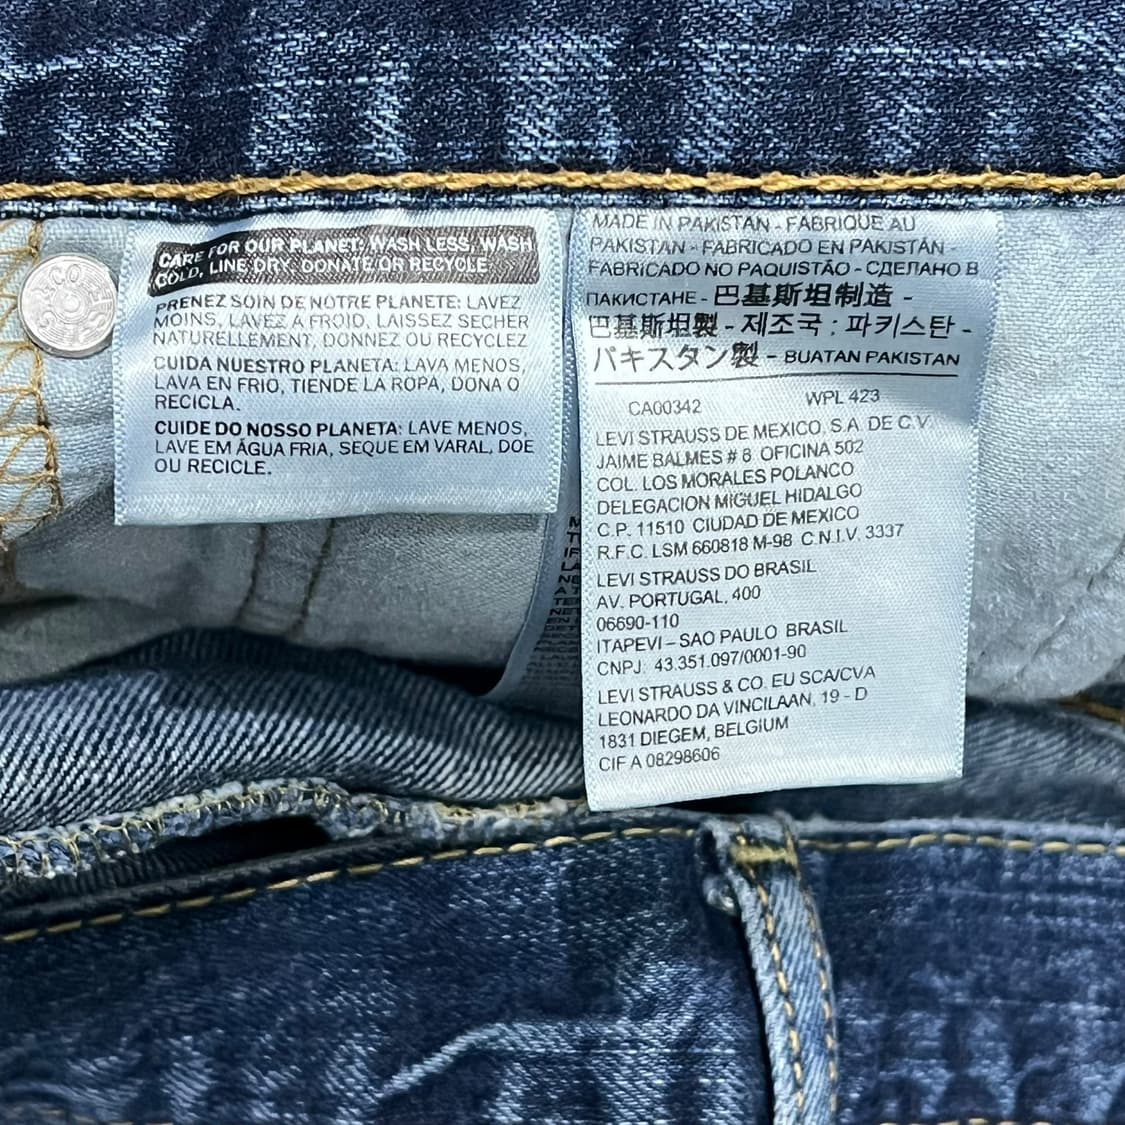 CARE FOR OUR PLANET: WASH LESS, WASH
COLD, LINE DRY, DONATE OR RECYCLE
PRENEZ SOIN DE NOTRE PLANETE: LAVEZ
MOINS, LAVEZ A FROID, LAISSEZ SECHER
NATURELLEMENT, DONNEZ OU RECYCLEZ
CUIDA NUESTRO PLANETA: LAVA MENOS,
LAVA EN FRIO, TIENDE LA ROPA, DONA O
RECICLA.
CUIDE DO NOSSO PLANETA: LAVE MENOS,
LAVE EM ÁGUA FRIA, SEQUE EM VARAL, DOE
OU RECICLE.
MADE IN PAKISTAN - FABRIQUE AU
PAKISTAN - FABRICADO EN PAKISTÁN -
FABRICADO NO PAQUISTÃO - СДЕЛАНО В
ПАКИСТАНЕ - 巴基斯坦制造 -
巴基斯坦製 - 제조국 : 파키스탄 -
パキスタン製 - BUATAN PAKISTAN
CA00342 WPL 423
LEVI STRAUSS DE MEXICO, S.A. DE C.V.
JAIME BALMES # 8 OFICINA 502
COL. LOS MORALES POLANCO
DELEGACION MIGUEL HIDALGO
C.P. 11510 CIUDAD DE MEXICO
R.F.C. LSM 660818 M-98 C.N.I.V. 3337
LEVI STRAUSS DO BRASIL
AV. PORTUGAL, 400
06690-110
ITAPEVI – SAO PAULO BRASIL
CNPJ: 43.351.097/0001-90
LEVI STRAUSS & CO. EU SCA/CVA
LEONARDO DA VINCILAAN, 19 - D
1831 DIEGEM, BELGIUM
CIF A 08298606